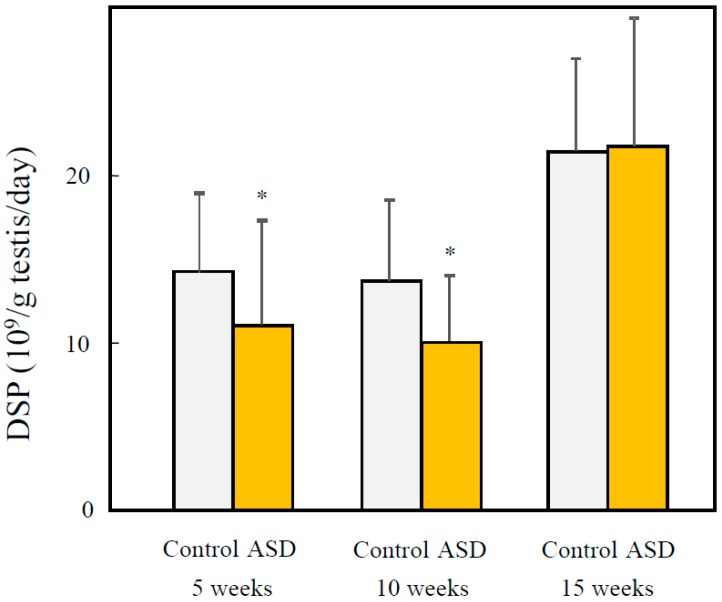 DSP (10⁹/g testis/day)
20
10
0
*
*
Control ASD Control ASD Control ASD
5 weeks 10 weeks 15 weeks